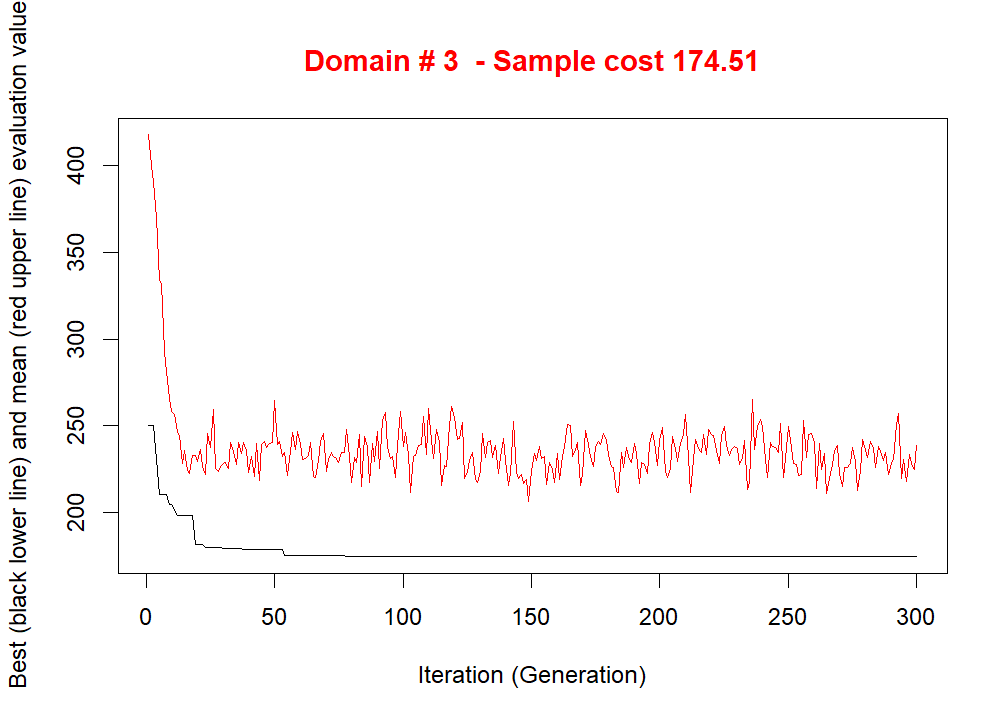 Domain # 3  - Sample cost 174.51
Best (black lower line) and mean (red upper line) evaluation value
400
350
300
250
200
0 50 100 150 200 250 300
Iteration (Generation)